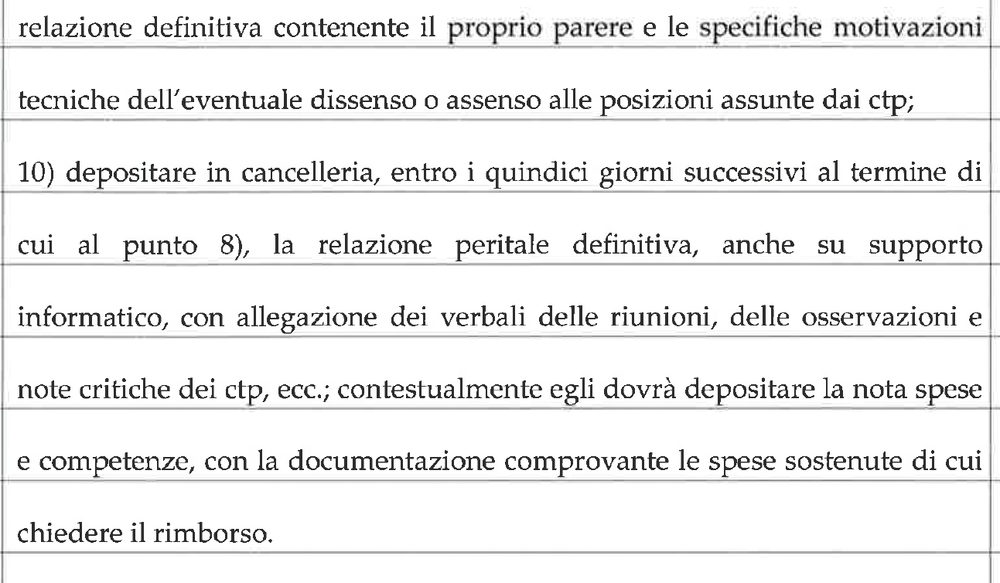 relazione definitiva contenente il proprio parere e le specifiche motivazioni
tecniche dell'eventuale dissenso o assenso alle posizioni assunte dai ctp;
10) depositare in cancelleria, entro i quindici giorni successivi al termine di
cui al punto 8), la relazione peritale definitiva, anche su supporto
informatico, con allegazione dei verbali delle riunioni, delle osservazioni e
note critiche dei ctp, ecc.; contestualmente egli dovrà depositare la nota spese
e competenze, con la documentazione comprovante le spese sostenute di cui
chiedere il rimborso.